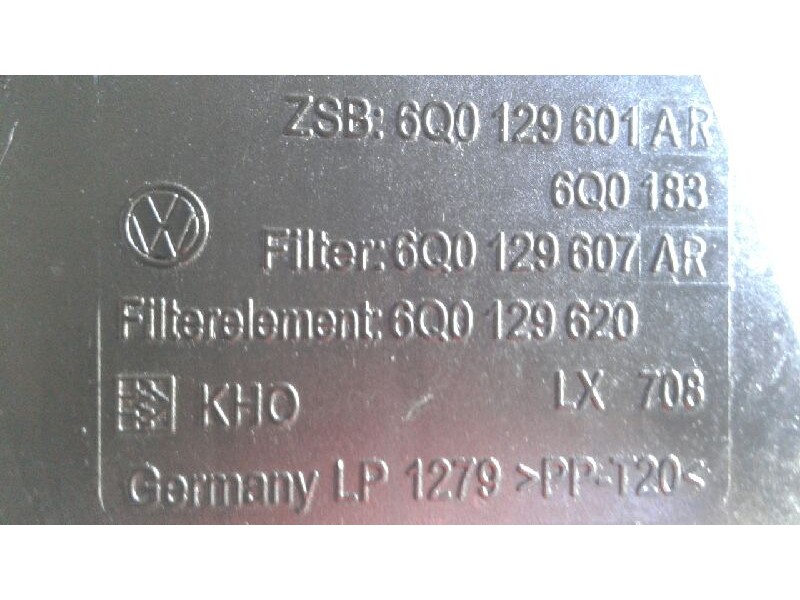 ZSB: 6Q0 129 601 AR
6Q0 183
Filter: 6Q0 129 607 AR
Filterelement: 6Q0 129 620
KHO LX 708
Germany LP 1279 >PP-T20<